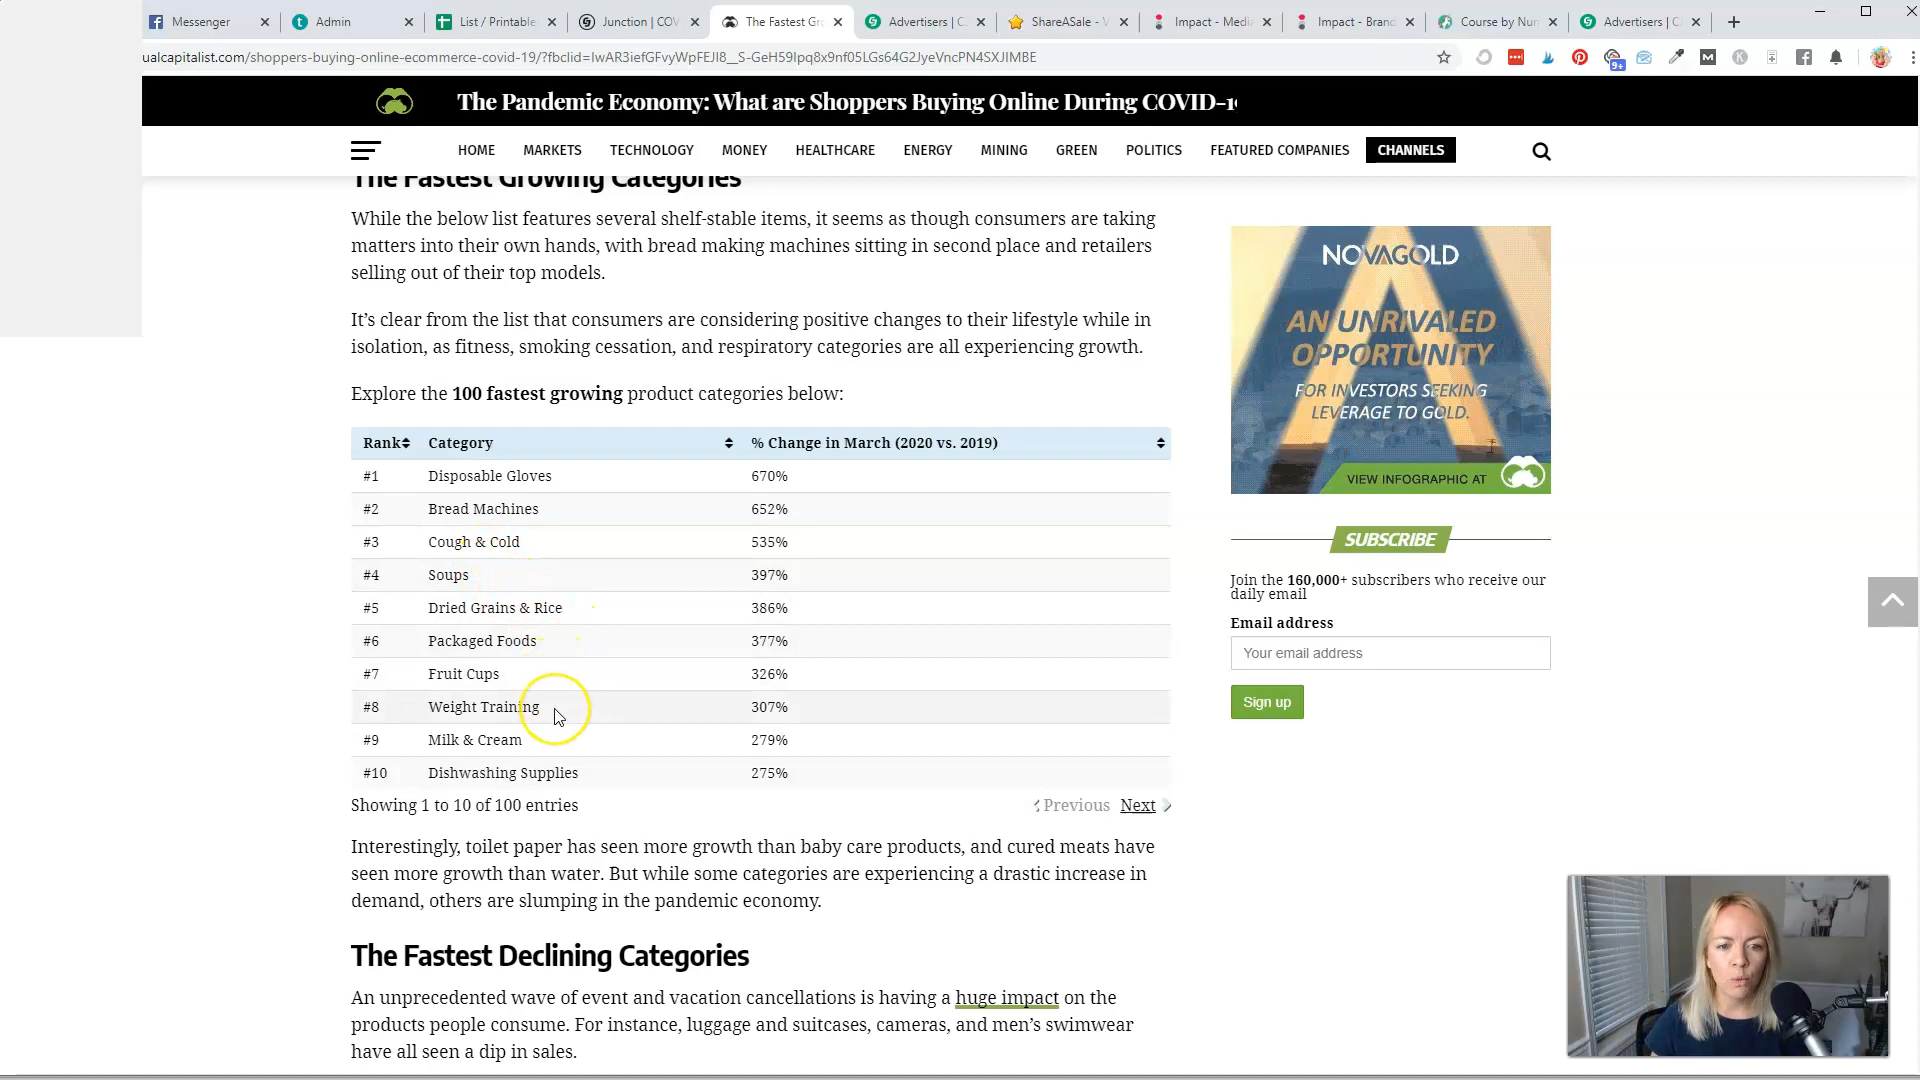 Messenger
Admin
List / Printable
Junction | COV
The Fastest Gr
Advertisers | C
ShareASale - V
Impact - Media
Impact - Brand
Course by Nur
Advertisers | C
ualcapitalist.com/shoppers-buying-online-ecommerce-covid-19/?fbclid=IwAR3iefGFvyWpFEJI8__S-GeH59Ipq8x9nf05LGs64G2JyeVncPN4SXJIMBE
9+
M
K
The Pandemic Economy: What are Shoppers Buying Online During COVID-19
HOME
MARKETS
TECHNOLOGY
MONEY
HEALTHCARE
ENERGY
MINING
GREEN
POLITICS
FEATURED COMPANIES
CHANNELS
The Fastest Growing Categories
While the below list features several shelf-stable items, it seems as though consumers are taking
matters into their own hands, with bread making machines sitting in second place and retailers
selling out of their top models.
It's clear from the list that consumers are considering positive changes to their lifestyle while in
isolation, as fitness, smoking cessation, and respiratory categories are all experiencing growth.
Explore the 100 fastest growing product categories below:
Rank Category % Change in March (2020 vs. 2019)
#1 Disposable Gloves 670%
#2 Bread Machines 652%
#3 Cough & Cold 535%
#4 Soups 397%
#5 Dried Grains & Rice 386%
#6 Packaged Foods 377%
#7 Fruit Cups 326%
#8 Weight Training 307%
#9 Milk & Cream 279%
#10 Dishwashing Supplies 275%
Showing 1 to 10 of 100 entries
Previous Next
Interestingly, toilet paper has seen more growth than baby care products, and cured meats have
seen more growth than water. But while some categories are experiencing a drastic increase in
demand, others are slumping in the pandemic economy.
The Fastest Declining Categories
An unprecedented wave of event and vacation cancellations is having a huge impact on the
products people consume. For instance, luggage and suitcases, cameras, and men's swimwear
have all seen a dip in sales.
NOVAGOLD
AN UNRIVALED
OPPORTUNITY
FOR INVESTORS SEEKING
LEVERAGE TO GOLD.
VIEW INFOGRAPHIC AT
SUBSCRIBE
Join the 160,000+ subscribers who receive our
daily email
Email address
Your email address
Sign up